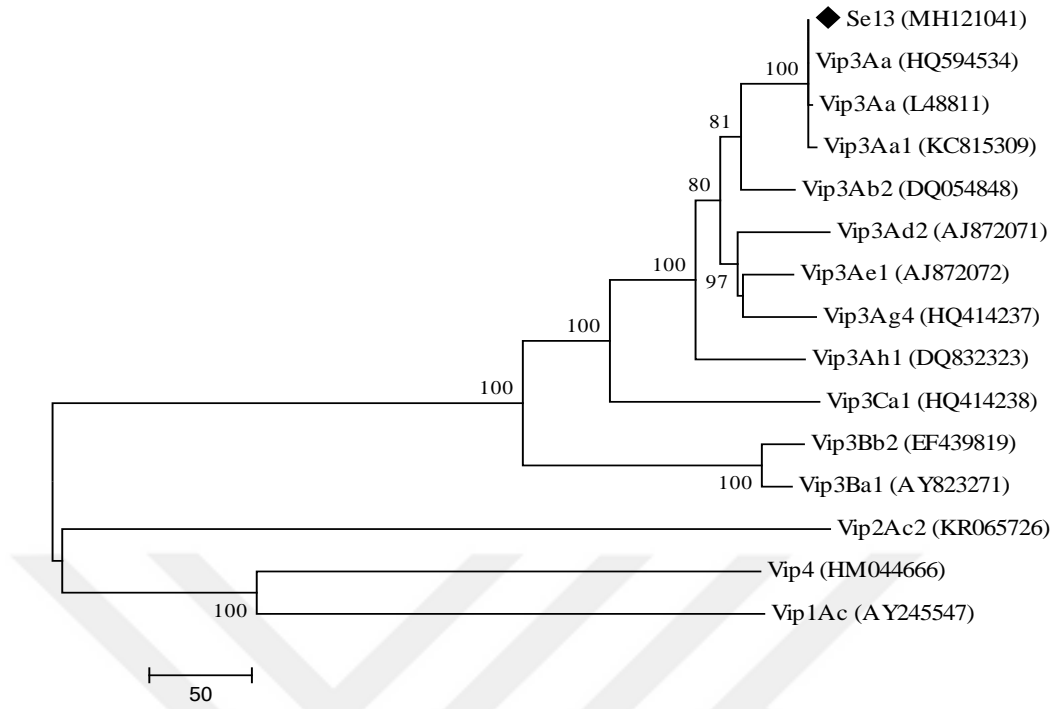 Se13 (MH121041)
100
Vip3Aa (HQ594534)
Vip3Aa (L48811)
81
Vip3Aa1 (KC815309)
80
Vip3Ab2 (DQ054848)
Vip3Ad2 (AJ872071)
100
97
Vip3Ae1 (AJ872072)
Vip3Ag4 (HQ414237)
100
Vip3Ah1 (DQ832323)
100
Vip3Ca1 (HQ414238)
Vip3Bb2 (EF439819)
100
Vip3Ba1 (AY823271)
Vip2Ac2 (KR065726)
Vip4 (HM044666)
100
Vip1Ac (AY245547)
50